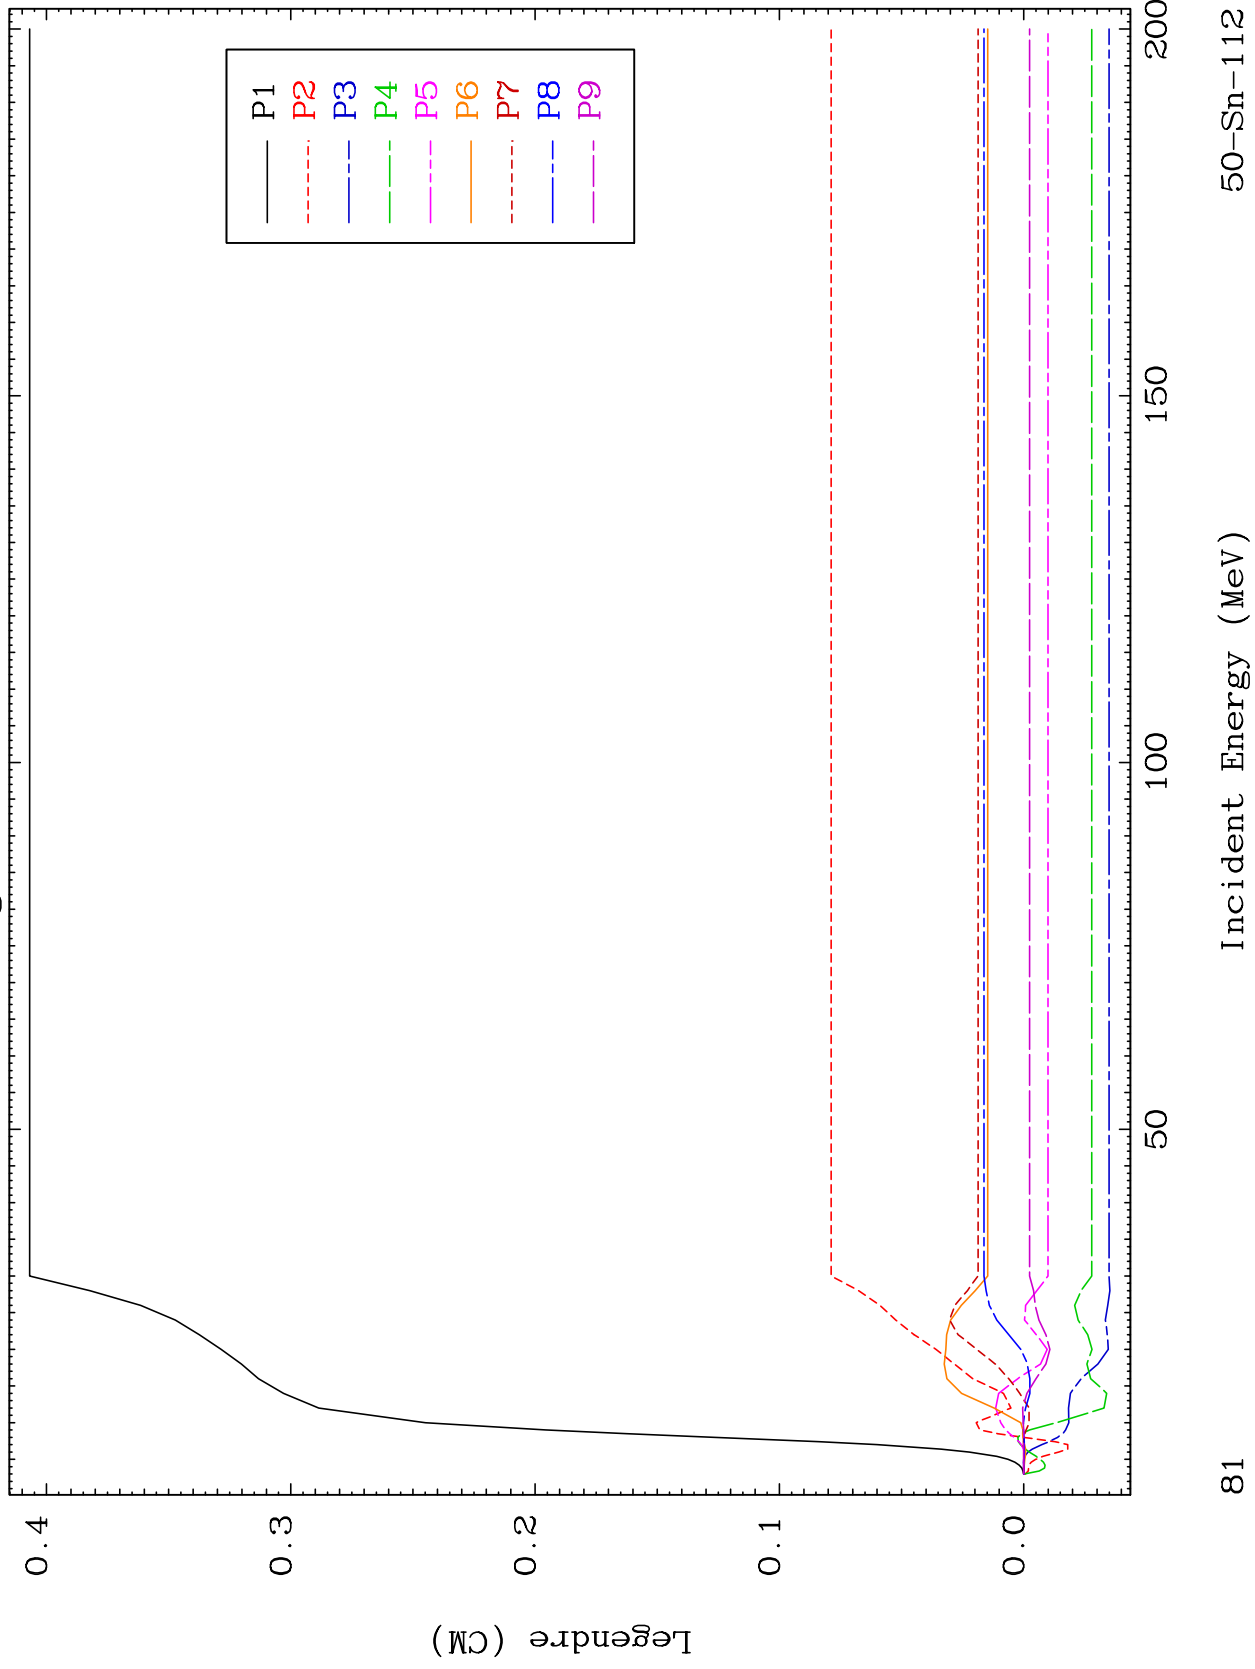 P1
P2
P3
P4
P5
P6
P7
P8
P9
0.4
0.3
0.2
0.1
0.0
Legendre (CM)
50
100
150
200
Incident Energy (MeV)
81
50-Sn-112